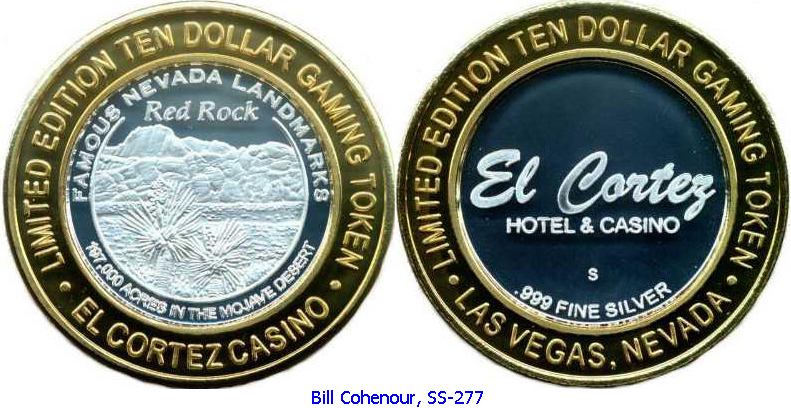 LIMITED EDITION TEN DOLLAR GAMING TOKEN
• EL CORTEZ CASINO •
FAMOUS NEVADA LANDMARKS
Red Rock
197,000 ACRES IN THE MOJAVE DESERT
LIMITED EDITION TEN DOLLAR GAMING TOKEN
• LAS VEGAS, NEVADA •
El Cortez
HOTEL & CASINO
S
.999 FINE SILVER
Bill Cohenour, SS-277